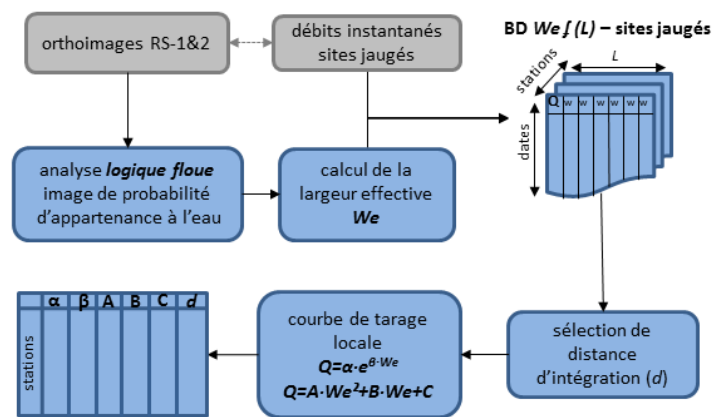 orthoimages RS-1&2
débits instantanés
sites jaugés
BD We∫(L) – sites jaugés
L
stations
Q w w w w w w
dates
analyse logique floue
image de probabilité
d'appartenance à l'eau
calcul de la
largeur effective
We
α β A B C d
stations
courbe de tarage
locale
Q=α·e^β·We
Q=A·We²+B·We+C
sélection de
distance
d'intégration (d)